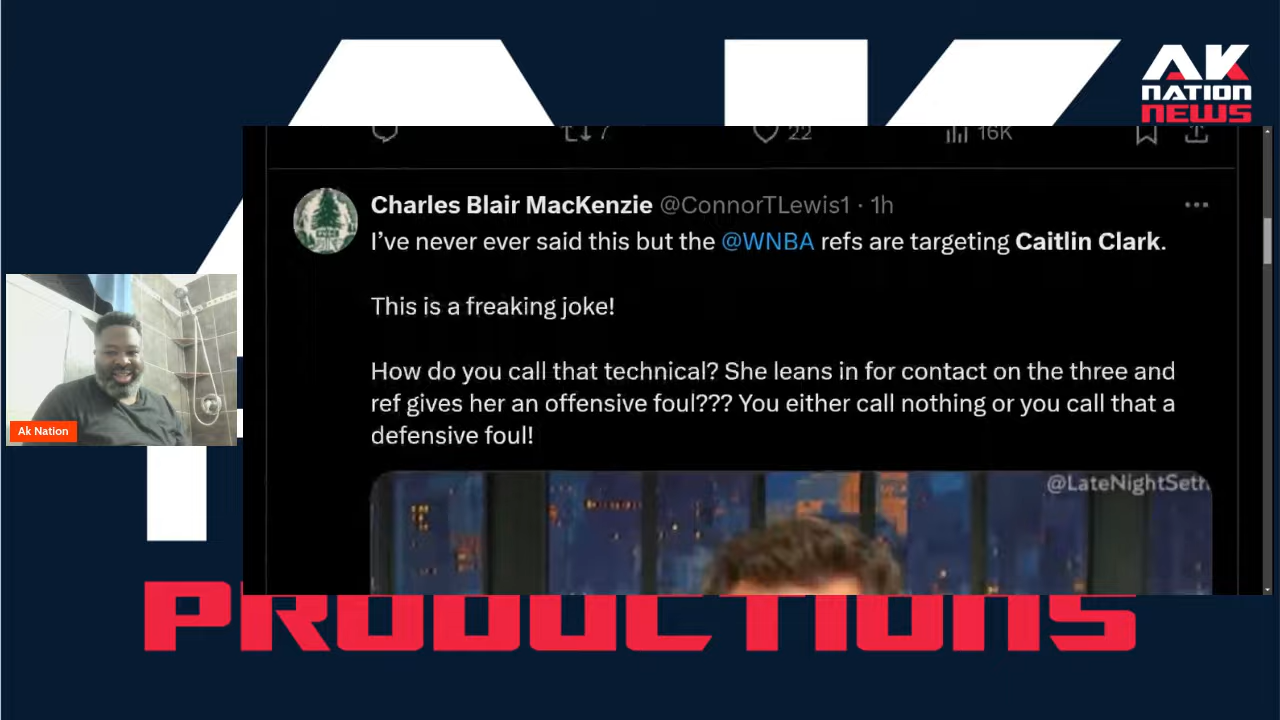 AK
NATION
NEWS
7
22
16K
Charles Blair MacKenzie @ConnorTLewis1 · 1h
I’ve never ever said this but the @WNBA refs are targeting Caitlin Clark.
This is a freaking joke!
How do you call that technical? She leans in for contact on the three and
ref gives her an offensive foul??? You either call nothing or you call that a
defensive foul!
@LateNightSeth
Ak Nation
AK
PRODUCTIONS